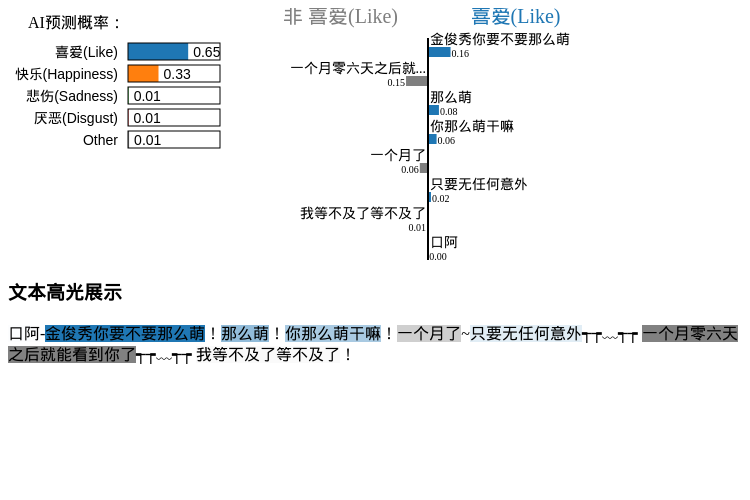 AI预测概率：
喜爱(Like) 0.65
快乐(Happiness) 0.33
悲伤(Sadness) 0.01
厌恶(Disgust) 0.01
Other 0.01
非 喜爱(Like) 喜爱(Like)
金俊秀你要不要那么萌
0.16
一个月零六天之后就...
0.15
那么萌
0.08
你那么萌干嘛
0.06
一个月了
0.06
只要无任何意外
0.02
我等不及了等不及了
0.01
口阿
0.00
文本高光展示
口阿-金俊秀你要不要那么萌！那么萌！你那么萌干嘛！一个月了~只要无任何意外┭┮﹏┭┮ 一个月零六天
之后就能看到你了┭┮﹏┭┮ 我等不及了等不及了！